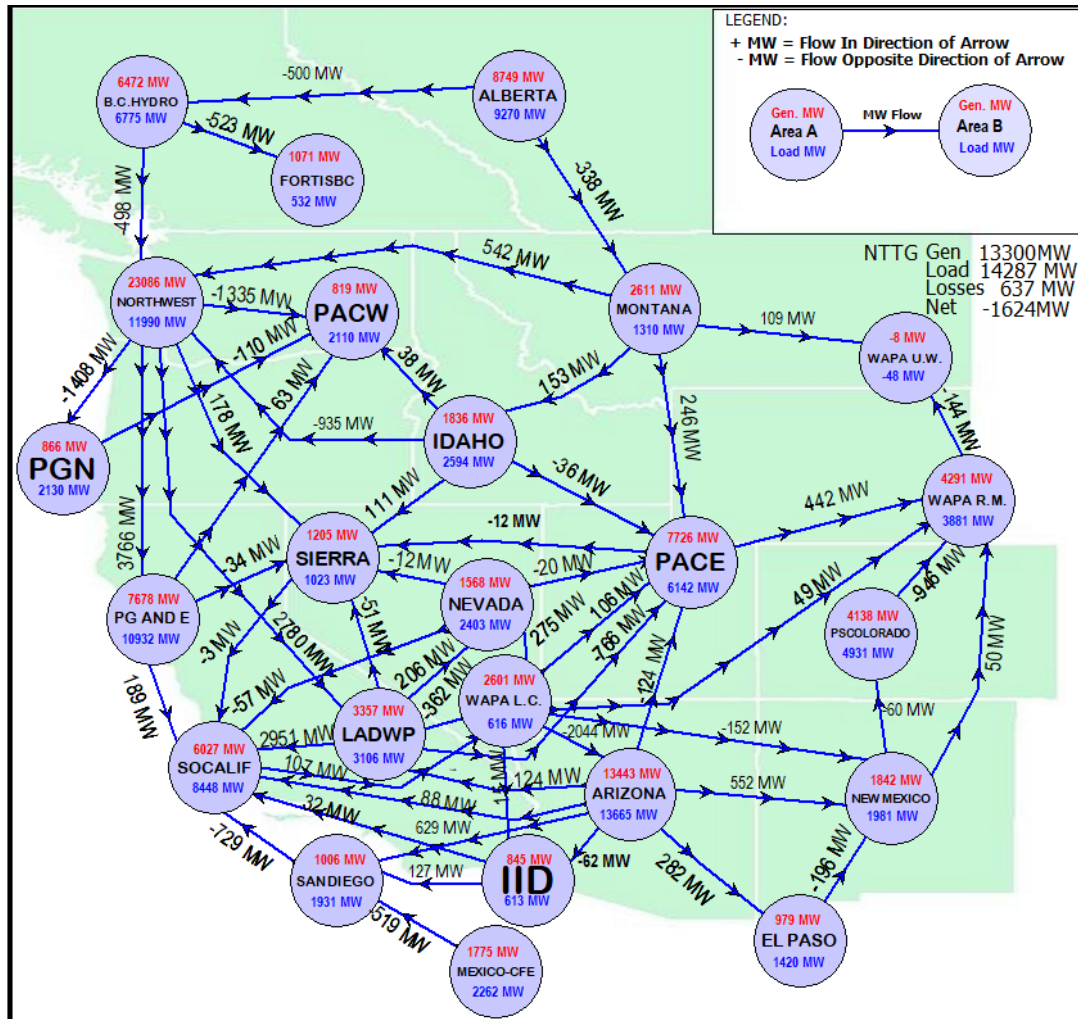 LEGEND:
+ MW = Flow In Direction of Arrow
- MW = Flow Opposite Direction of Arrow
Gen. MW
Area A
Load MW
MW Flow
Gen. MW
Area B
Load MW
NTTG Gen 13300MW
Load 14287 MW
Losses 637 MW
Net -1624MW
6472 MW
B.C.HYDRO
6775 MW
-500 MW
8749 MW
ALBERTA
9270 MW
-523 MW
1071 MW
FORTISBC
532 MW
-498 MW
-338 MW
542 MW
23086 MW
NORTHWEST
11990 MW
-1335 MW
819 MW
PACW
2110 MW
2611 MW
MONTANA
1310 MW
109 MW
-8 MW
WAPA U.W.
-48 MW
-1408 MW
-110 MW
178 MW
63 MW
38 MW
153 MW
246 MW
-144 MW
866 MW
PGN
2130 MW
-935 MW
1836 MW
IDAHO
2594 MW
-36 MW
111 MW
442 MW
4291 MW
WAPA R.M.
3881 MW
3766 MW
-34 MW
1205 MW
SIERRA
1023 MW
-12 MW
-12 MW
-20 MW
7726 MW
PACE
6142 MW
7678 MW
PG AND E
10932 MW
1568 MW
NEVADA
2403 MW
49 MW
-946 MW
4138 MW
PSCOLORADO
4931 MW
-3 MW
2780 MW
-51 MW
275 MW
106 MW
-766 MW
-124 MW
50 MW
189 MW
-57 MW
206 MW
-362 MW
2601 MW
WAPA L.C.
616 MW
-60 MW
6027 MW
SOCALIF
8448 MW
2951 MW
3357 MW
LADWP
3106 MW
-2044 MW
-152 MW
107 MW
-124 MW
13443 MW
ARIZONA
13665 MW
552 MW
1842 MW
NEW MEXICO
1981 MW
88 MW
32 MW
629 MW
-729 MW
1006 MW
SANDIEGO
1931 MW
127 MW
845 MW
IID
613 MW
-62 MW
282 MW
-196 MW
-519 MW
1775 MW
MEXICO-CFE
2262 MW
979 MW
EL PASO
1420 MW